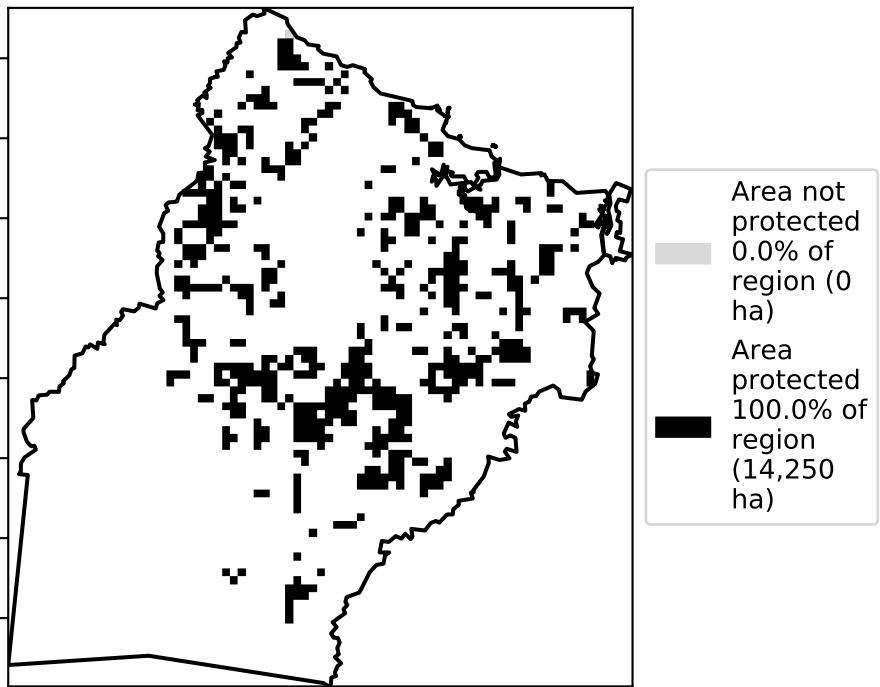 Area not
protected
0.0% of
region (0
ha)
Area
protected
100.0% of
region
(14,250
ha)